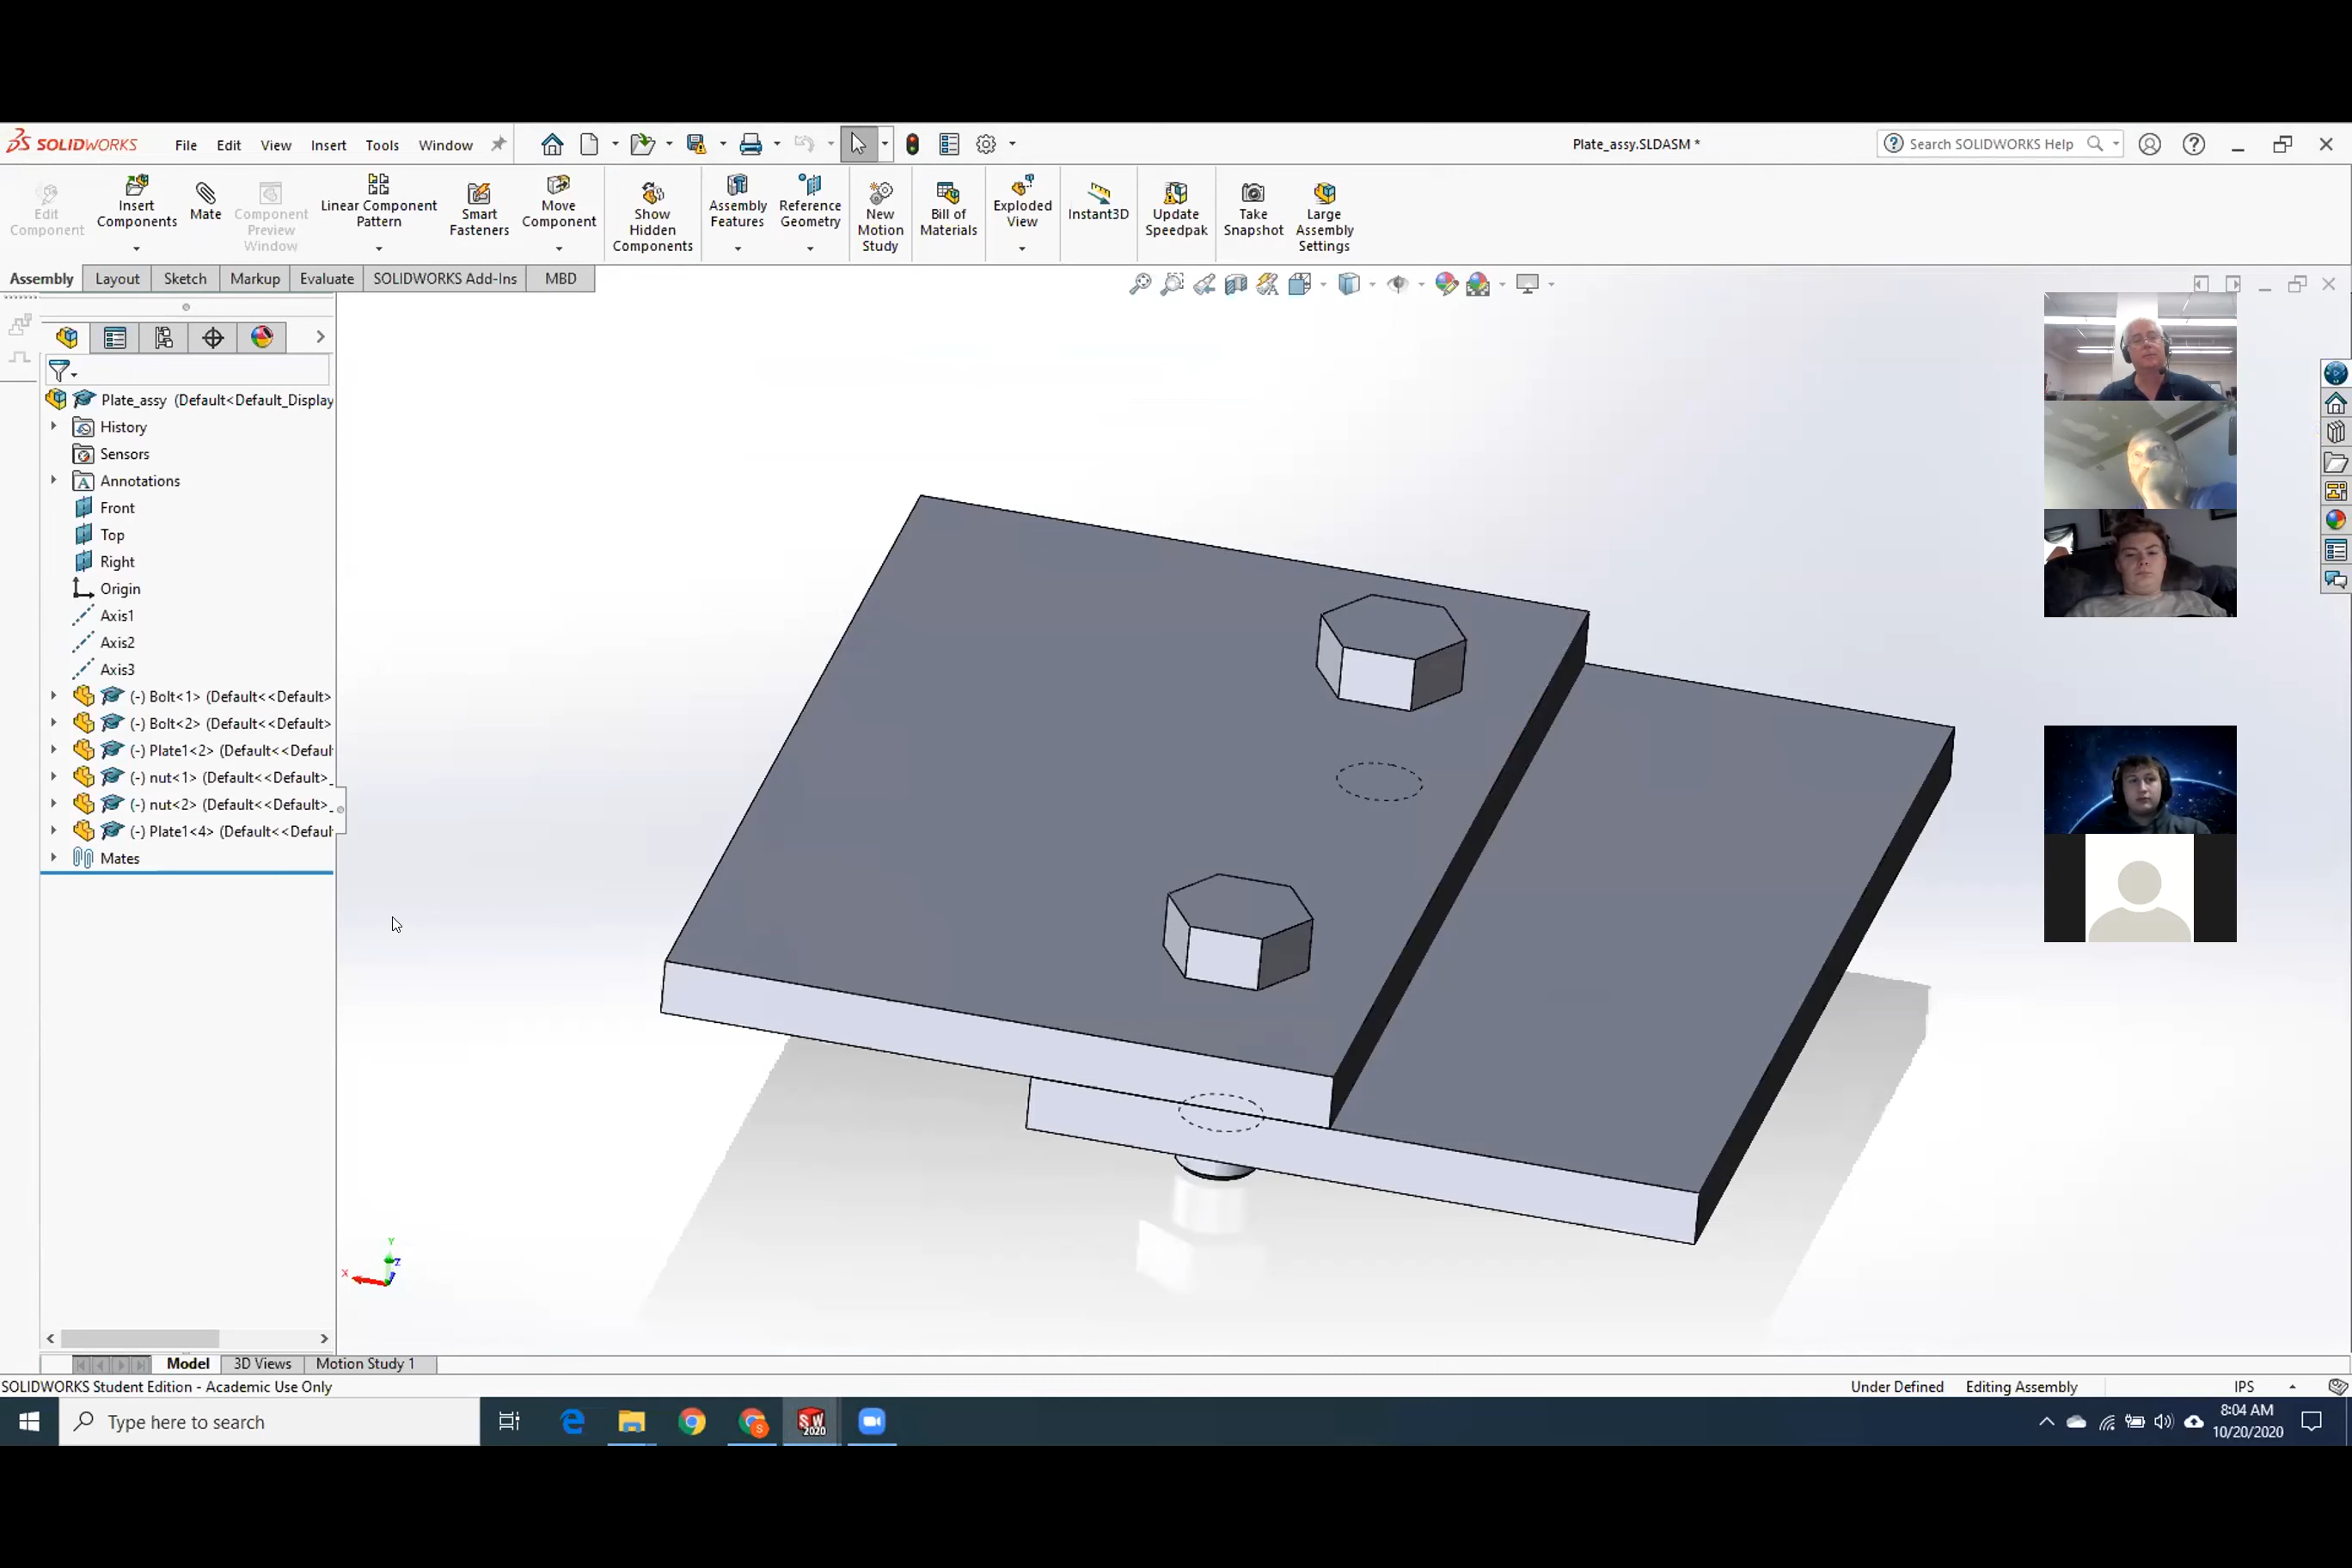 SOLIDWORKS
File Edit View Insert Tools Window
Plate_assy.SLDASM *
Search SOLIDWORKS Help
Edit Component
Insert Components
Mate
Component Preview Window
Linear Component Pattern
Smart Fasteners
Move Component
Show Hidden Components
Assembly Features
Reference Geometry
New Motion Study
Bill of Materials
Exploded View
Instant3D
Update Speedpak
Take Snapshot
Large Assembly Settings
Assembly Layout Sketch Markup Evaluate SOLIDWORKS Add-Ins MBD
Plate_assy (Default<Default_Display
History
Sensors
Annotations
Front
Top
Right
Origin
Axis1
Axis2
Axis3
(-) Bolt<1> (Default<<Default>
(-) Bolt<2> (Default<<Default>
(-) Plate1<2> (Default<<Defaul
(-) nut<1> (Default<<Default>_
(-) nut<2> (Default<<Default>_
(-) Plate1<4> (Default<<Defaul
Mates
Y
X
Z
Model 3D Views Motion Study 1
SOLIDWORKS Student Edition - Academic Use Only
Under Defined Editing Assembly IPS
Type here to search
S
SW
2020
8:04 AM
10/20/2020